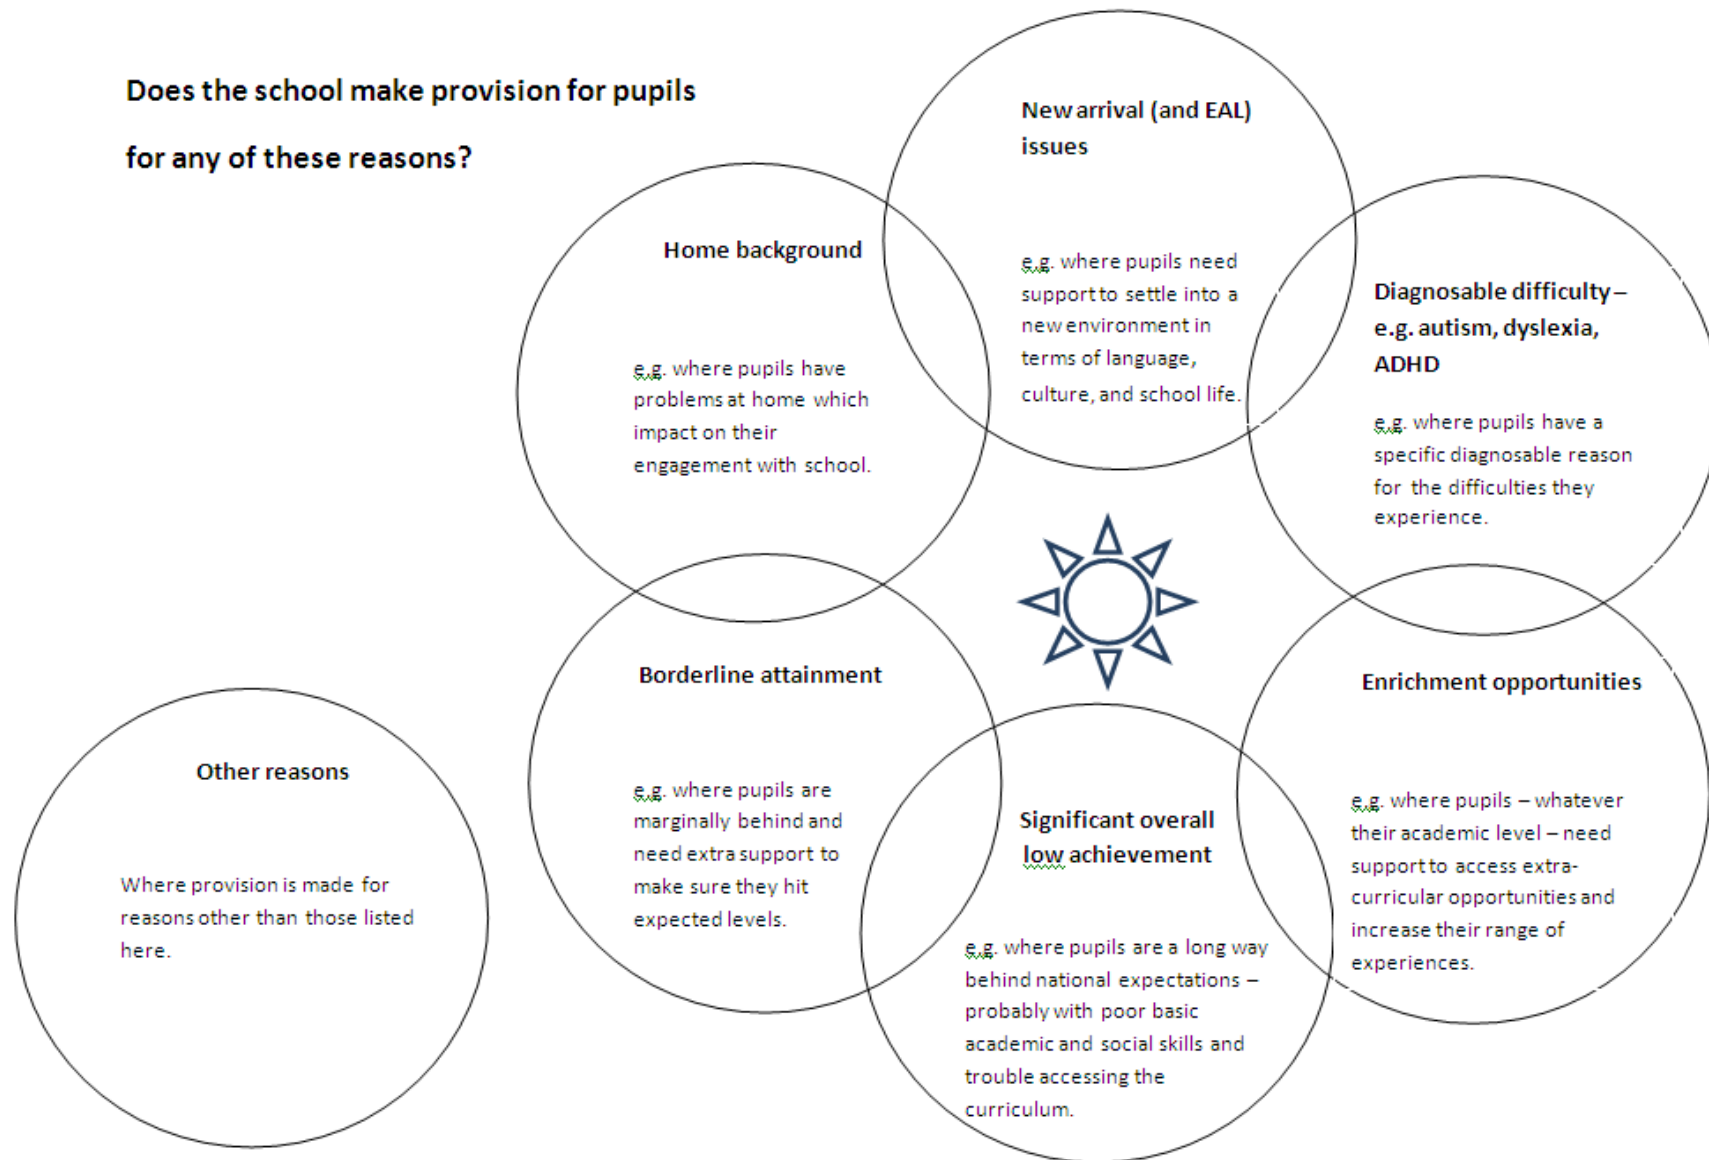 Does the school make provision for pupils
for any of these reasons?
New arrival (and EAL)
issues
e.g. where pupils need
support to settle into a
new environment in
terms of language,
culture, and school life.
Home background
e.g. where pupils have
problems at home which
impact on their
engagement with school.
Diagnosable difficulty –
e.g. autism, dyslexia,
ADHD
e.g. where pupils have a
specific diagnosable reason
for the difficulties they
experience.
Borderline attainment
e.g. where pupils are
marginally behind and
need extra support to
make sure they hit
expected levels.
Enrichment opportunities
e.g. where pupils – whatever
their academic level – need
support to access extra-
curricular opportunities and
increase their range of
experiences.
Other reasons
Where provision is made for
reasons other than those listed
here.
Significant overall
low achievement
e.g. where pupils are a long way
behind national expectations –
probably with poor basic
academic and social skills and
trouble accessing the
curriculum.